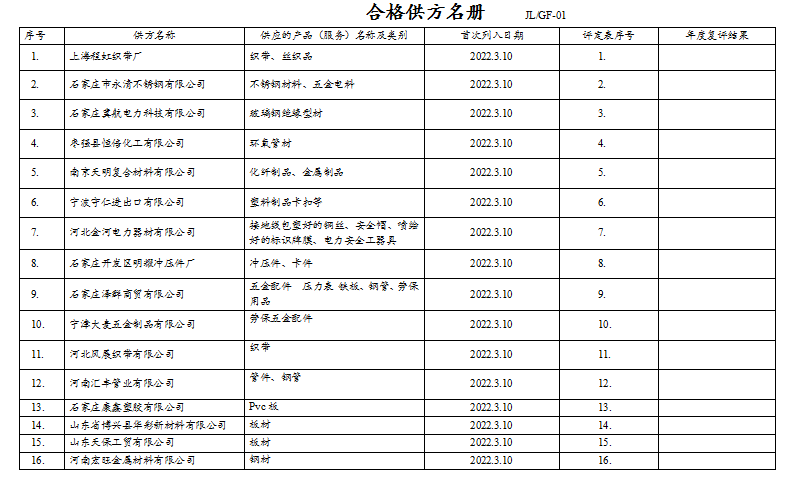 合格供方名册 JL/GF-01
序号 供方名称 供应的产品（服务）名称及类别 首次列入日期 评定表序号 年度复评结果
1. 上海程虹织带厂 织带、丝织品 2022.3.10 1.
2. 石家庄市永清不锈钢有限公司 不锈钢材料、五金电料 2022.3.10 2.
3. 石家庄冀航电力科技有限公司 玻璃钢绝缘型材 2022.3.10 3.
4. 枣强县恒倍化工有限公司 环氧管材 2022.3.10 4.
5. 南京天明复合材料有限公司 化纤制品、金属制品 2022.3.10 5.
6. 宁波守仁进出口有限公司 塑料制品卡扣等 2022.3.10 6.
7. 河北金河电力器材有限公司 接地线包塑好的铜丝、安全帽、喷绘
好的标识牌膜、电力安全工器具 2022.3.10 7.
8. 石家庄开发区明瑕冲压件厂 冲压件、卡件 2022.3.10 8.
9. 石家庄泽群商贸有限公司 五金配件 压力表 铁板、钢管、劳保
用品 2022.3.10 9.
10. 宁津大麦五金制品有限公司 劳保五金配件 2022.3.10 10.
11. 河北风展织带有限公司 织带 2022.3.10 11.
12. 河南汇丰管业有限公司 管件、钢管 2022.3.10 12.
13. 石家庄康鑫塑胶有限公司 Pvc 板 2022.3.10 13.
14. 山东省博兴县华彩新材料有限公司 板材 2022.3.10 14.
15. 山东天保工贸有限公司 板材 2022.3.10 15.
16. 河南宏旺金属材料有限公司 钢材 2022.3.10 16.